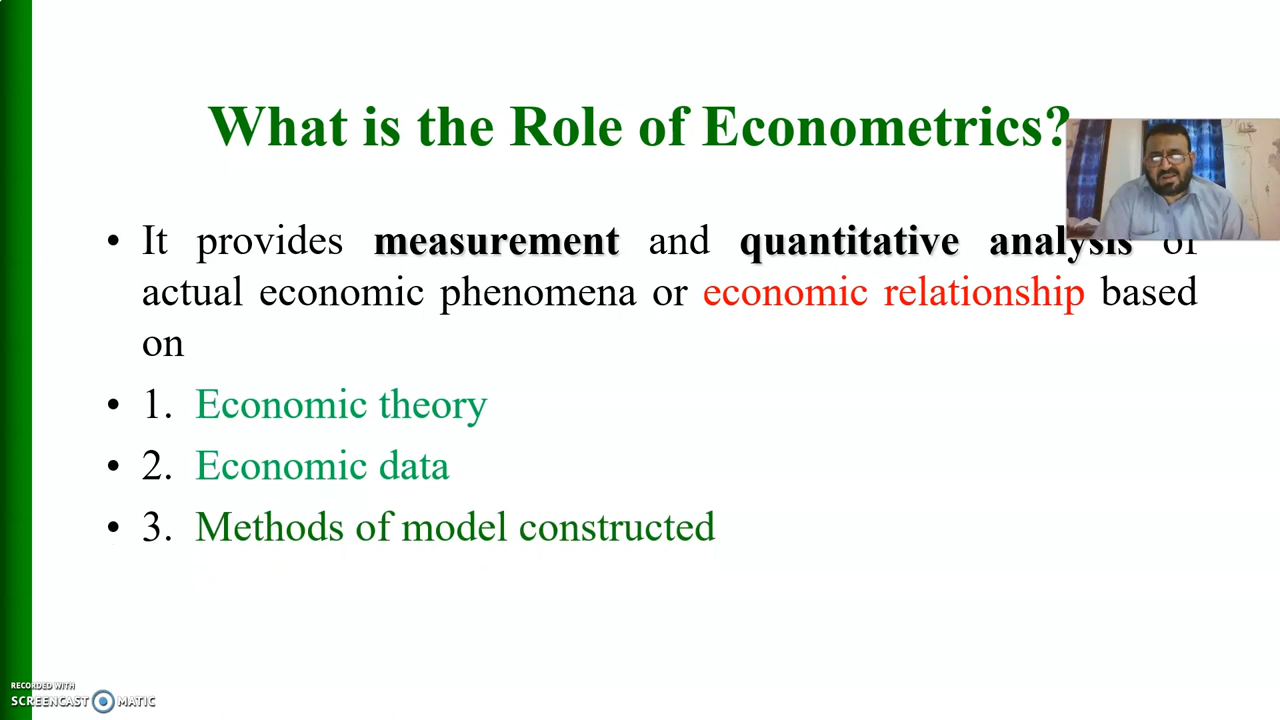 What is the Role of Econometrics?
• It provides measurement and quantitative analysis of
actual economic phenomena or economic relationship based
on
• 1. Economic theory
• 2. Economic data
• 3. Methods of model constructed
RECORDED WITH
SCREENCAST MATIC